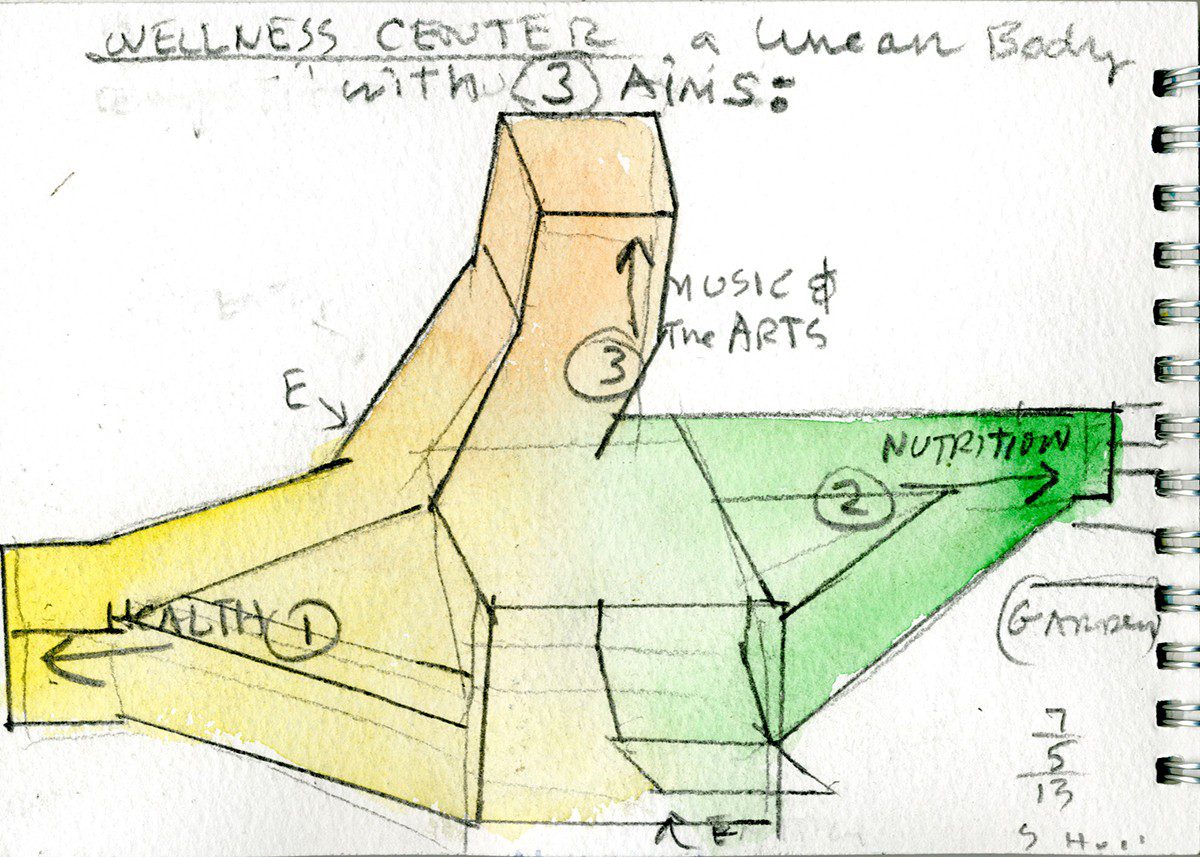 WELLNESS CENTER a Linear Body
with 3 Aims:
MUSIC &
The ARTS
3
E
NUTRITION
2
HEALTH 1
(GARDEN)
7
5
13
E